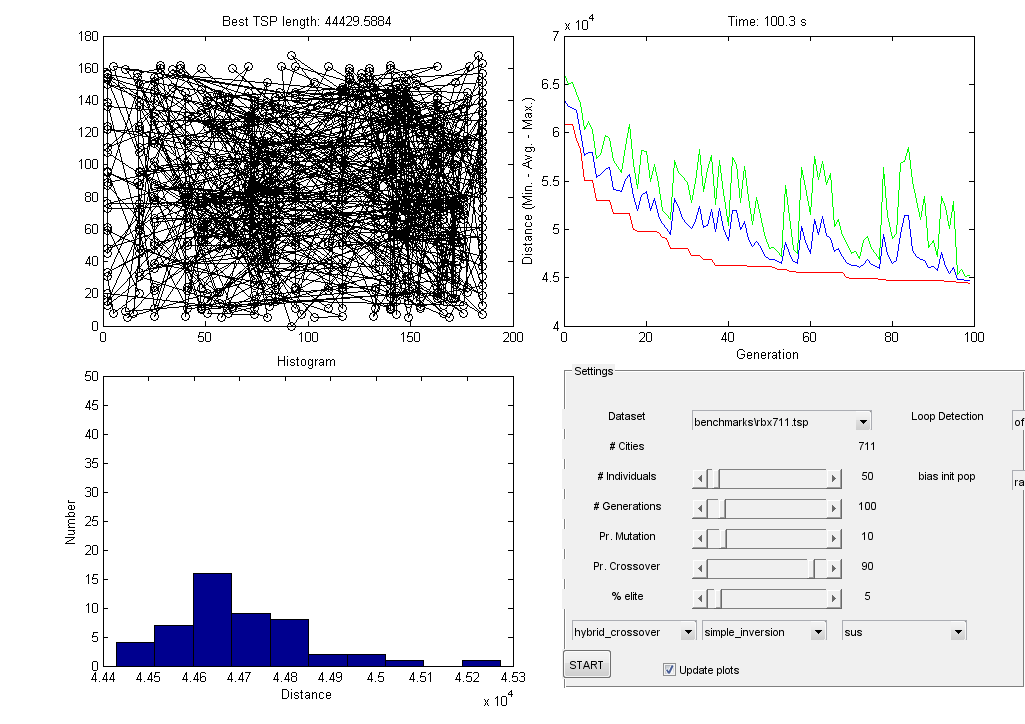 Best TSP length: 44429.5884
180
160
140
120
100
80
60
40
20
0
0 50 100 150 200
Time: 100.3 s
x 10^4
7
6.5
6
5.5
5
4.5
4
Distance (Min. - Avg. - Max.)
0 20 40 60 80 100
Generation
Histogram
50
45
40
35
30
25
20
15
10
5
0
Number
4.44 4.45 4.46 4.47 4.48 4.49 4.5 4.51 4.52 4.53
Distance
x 10^4
Settings
Dataset benchmarks\rbx711.tsp Loop Detection of
# Cities 711
# Individuals 50 bias init pop ra
# Generations 100
Pr. Mutation 10
Pr. Crossover 90
% elite 5
hybrid_crossover simple_inversion sus
START Update plots